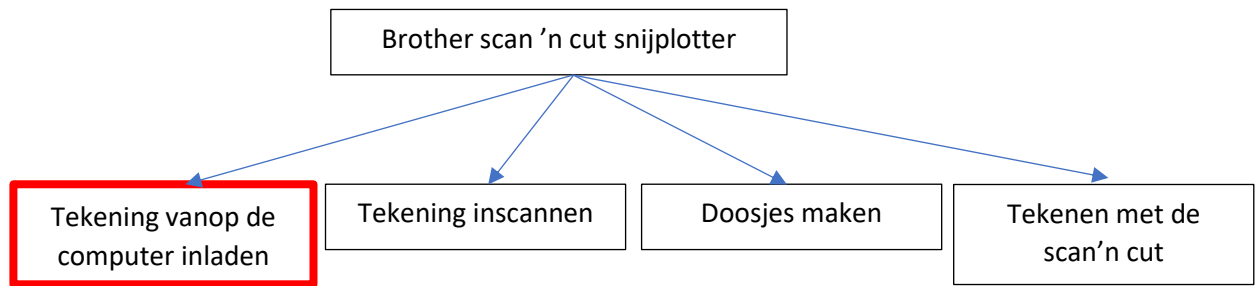 Brother scan ’n cut snijplotter
Tekening vanop de
computer inladen
Tekening inscannen
Doosjes maken
Tekenen met de
scan’n cut